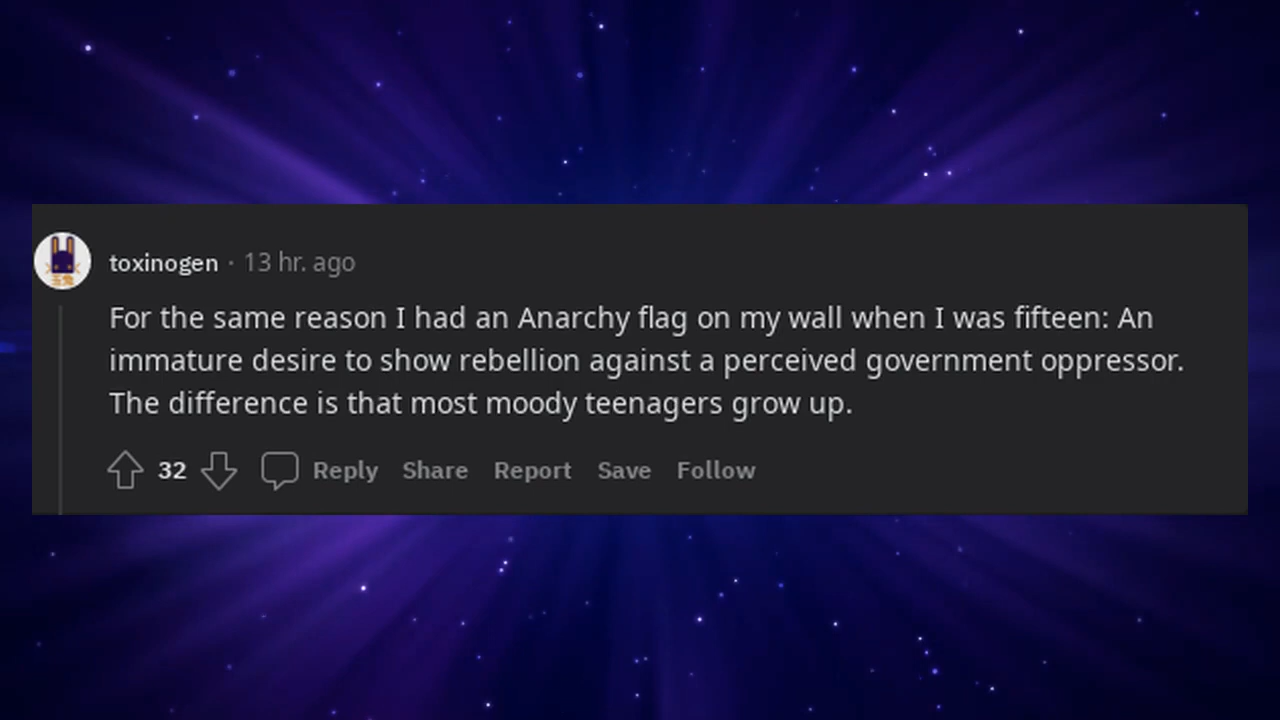 toxinogen · 13 hr. ago
For the same reason I had an Anarchy flag on my wall when I was fifteen: An
immature desire to show rebellion against a perceived government oppressor.
The difference is that most moody teenagers grow up.
32 Reply Share Report Save Follow